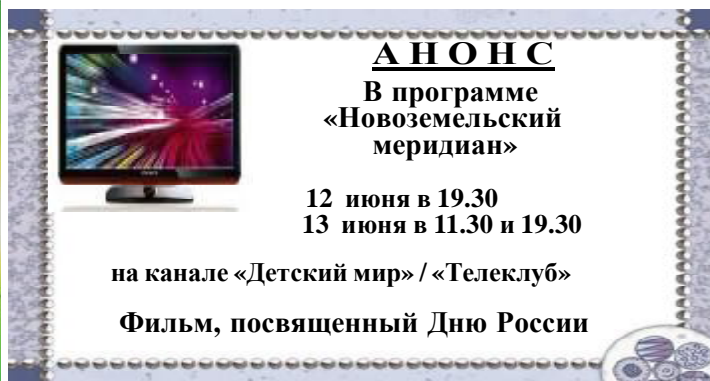 АНОНС
В программе
«Новоземельский
меридиан»
12 июня в 19.30
13 июня в 11.30 и 19.30
на канале «Детский мир» / «Телеклуб»
Фильм, посвященный Дню России